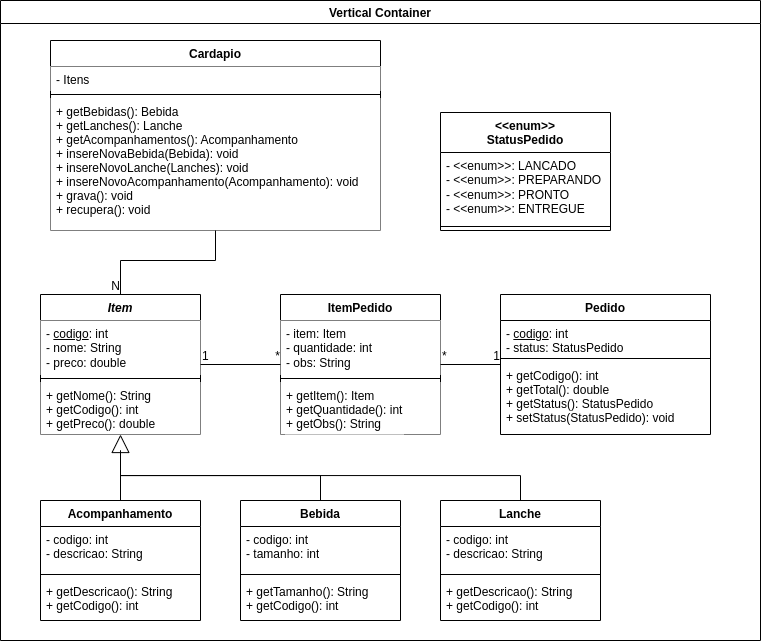 Vertical Container
Cardapio
- Itens
+ getBebidas(): Bebida
+ getLanches(): Lanche
+ getAcompanhamentos(): Acompanhamento
+ insereNovaBebida(Bebida): void
+ insereNovoLanche(Lanches): void
+ insereNovoAcompanhamento(Acompanhamento): void
+ grava(): void
+ recupera(): void
<<enum>>
StatusPedido
- <<enum>>: LANCADO
- <<enum>>: PREPARANDO
- <<enum>>: PRONTO
- <<enum>>: ENTREGUE
N
Item
- codigo: int
- nome: String
- preco: double
+ getNome(): String
+ getCodigo(): int
+ getPreco(): double
1
*
ItemPedido
- item: Item
- quantidade: int
- obs: String
+ getItem(): Item
+ getQuantidade(): int
+ getObs(): String
*
1
Pedido
- codigo: int
- status: StatusPedido
+ getCodigo(): int
+ getTotal(): double
+ getStatus(): StatusPedido
+ setStatus(StatusPedido): void
Acompanhamento
- codigo: int
- descricao: String
+ getDescricao(): String
+ getCodigo(): int
Bebida
- codigo: int
- tamanho: int
+ getTamanho(): String
+ getCodigo(): int
Lanche
- codigo: int
- descricao: String
+ getDescricao(): String
+ getCodigo(): int